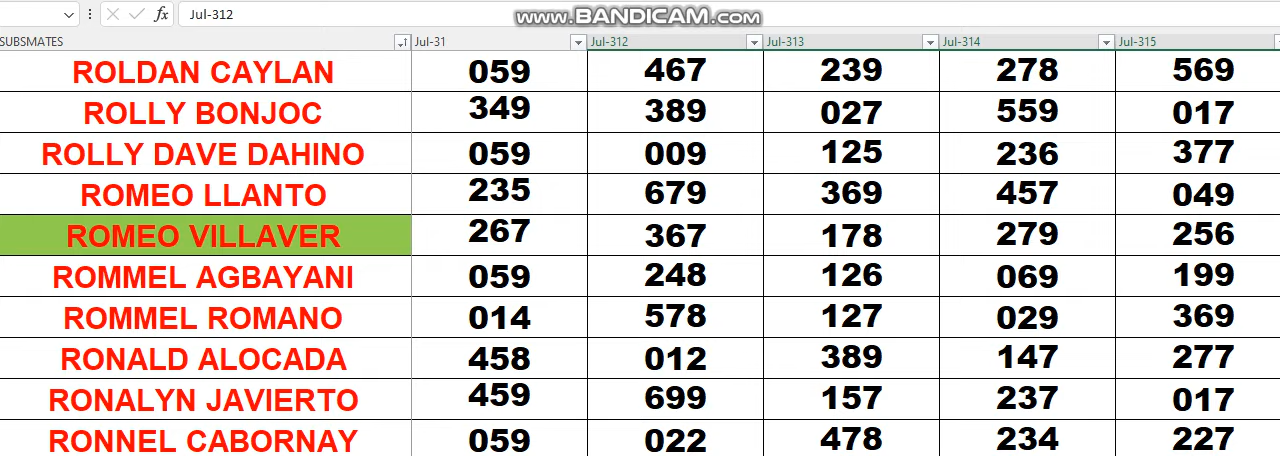 Jul-312
www.BANDICAM.com
SUBSMATES Jul-31 Jul-312 Jul-313 Jul-314 Jul-315
ROLDAN CAYLAN 059 467 239 278 569
ROLLY BONJOC 349 389 027 559 017
ROLLY DAVE DAHINO 059 009 125 236 377
ROMEO LLANTO 235 679 369 457 049
ROMEO VILLAVER 267 367 178 279 256
ROMMEL AGBAYANI 059 248 126 069 199
ROMMEL ROMANO 014 578 127 029 369
RONALD ALOCADA 458 012 389 147 277
RONALYN JAVIERTO 459 699 157 237 017
RONNEL CABORNAY 059 022 478 234 227